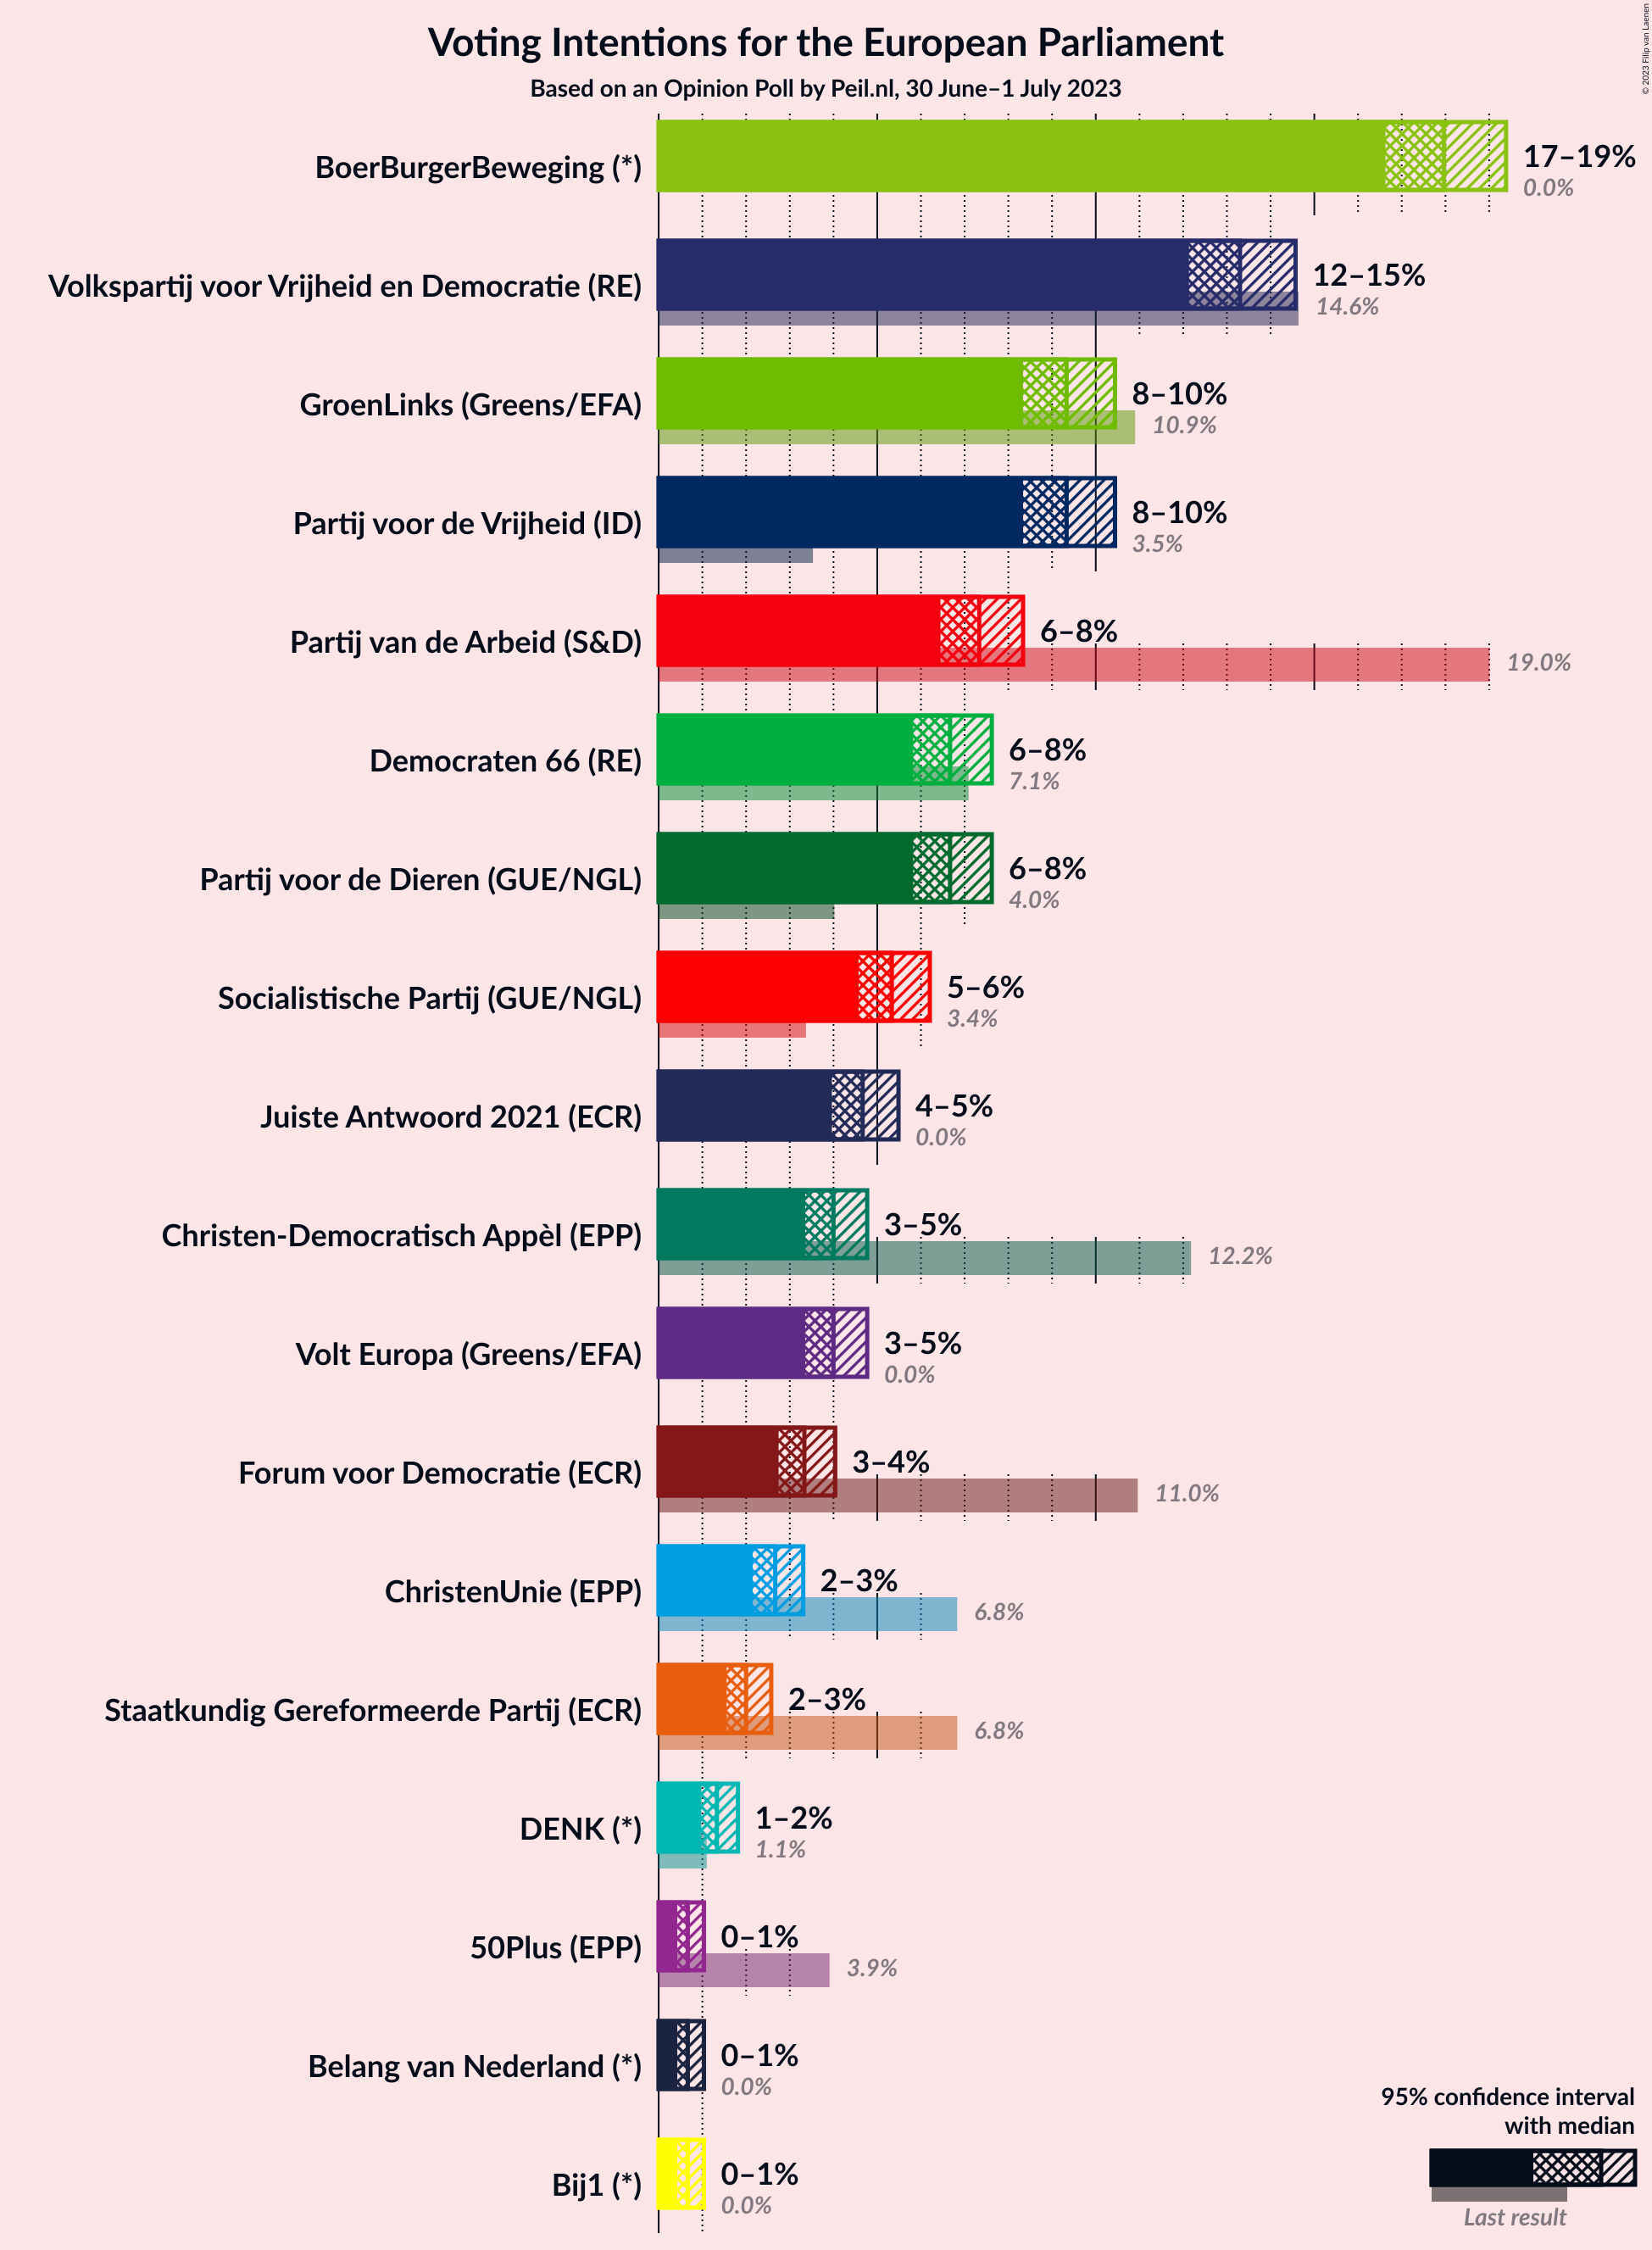 Voting Intentions for the European Parliament
Based on an Opinion Poll by Peil.nl, 30 June–1 July 2023
© 2023 Filip van Laenen
BoerBurgerBeweging (*)
17–19%
0.0%
Volkspartij voor Vrijheid en Democratie (RE)
12–15%
14.6%
GroenLinks (Greens/EFA)
8–10%
10.9%
Partij voor de Vrijheid (ID)
8–10%
3.5%
Partij van de Arbeid (S&D)
6–8%
19.0%
Democraten 66 (RE)
6–8%
7.1%
Partij voor de Dieren (GUE/NGL)
6–8%
4.0%
Socialistische Partij (GUE/NGL)
5–6%
3.4%
Juiste Antwoord 2021 (ECR)
4–5%
0.0%
Christen-Democratisch Appèl (EPP)
3–5%
12.2%
Volt Europa (Greens/EFA)
3–5%
0.0%
Forum voor Democratie (ECR)
3–4%
11.0%
ChristenUnie (EPP)
2–3%
6.8%
Staatkundig Gereformeerde Partij (ECR)
2–3%
6.8%
DENK (*)
1–2%
1.1%
50Plus (EPP)
0–1%
3.9%
Belang van Nederland (*)
0–1%
0.0%
Bij1 (*)
0–1%
0.0%
95% confidence interval
with median
Last result